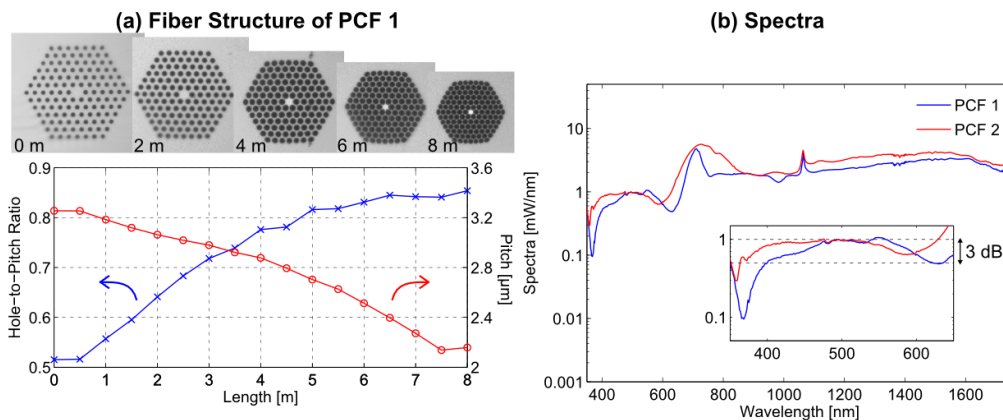 (a) Fiber Structure of PCF 1
0 m
2 m
4 m
6 m
8 m
0.9
0.8
0.7
0.6
0.5
Hole−to−Pitch Ratio
3.6
3.2
2.8
2.4
2
Pitch [µm]
0 1 2 3 4 5 6 7 8
Length [m]
(b) Spectra
PCF 1
PCF 2
10
1
0.1
0.01
0.001
Spectra [mW/nm]
400 600 800 1000 1200 1400 1600
Wavelength [nm]
1
0.1
400 500 600
3 dB